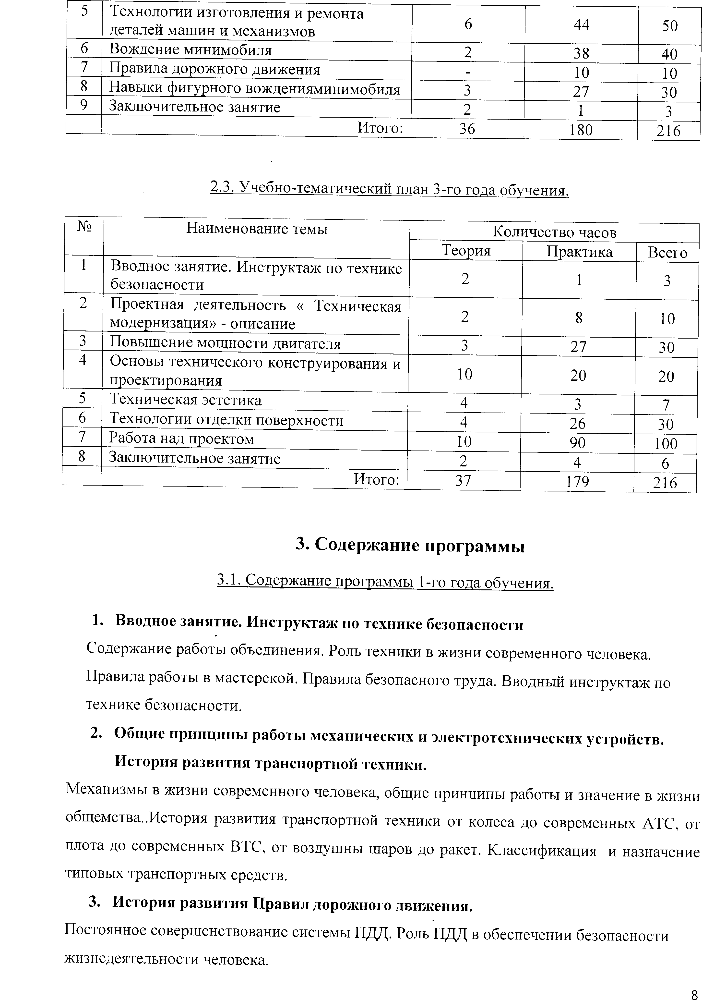 5 Технологии изготовления и ремонта
деталей машин и механизмов 6 44 50
6 Вождение минимобиля 2 38 40
7 Правила дорожного движения - 10 10
8 Навыки фигурного вожденияминимобиля 3 27 30
9 Заключительное занятие 2 1 3
Итого: 36 180 216
2.3. Учебно-тематический план 3-го года обучения.
№ Наименование темы Количество часов
Теория Практика Всего
1 Вводное занятие. Инструктаж по технике
безопасности 2 1 3
2 Проектная деятельность « Техническая
модернизация» - описание 2 8 10
3 Повышение мощности двигателя 3 27 30
4 Основы технического конструирования и
проектирования 10 20 20
5 Техническая эстетика 4 3 7
6 Технологии отделки поверхности 4 26 30
7 Работа над проектом 10 90 100
8 Заключительное занятие 2 4 6
Итого: 37 179 216
3. Содержание программы
3.1. Содержание программы 1-го года обучения.
1. Вводное занятие. Инструктаж по технике безопасности
Содержание работы объединения. Роль техники в жизни современного человека.
Правила работы в мастерской. Правила безопасного труда. Вводный инструктаж по
технике безопасности.
2. Общие принципы работы механических и электротехнических устройств.
История развития транспортной техники.
Механизмы в жизни современного человека, общие принципы работы и значение в жизни
общемства..История развития транспортной техники от колеса до современных АТС, от
плота до современных ВТС, от воздушны шаров до ракет. Классификация и назначение
типовых транспортных средств.
3. История развития Правил дорожного движения.
Постоянное совершенствование системы ПДД. Роль ПДД в обеспечении безопасности
жизнедеятельности человека.
8